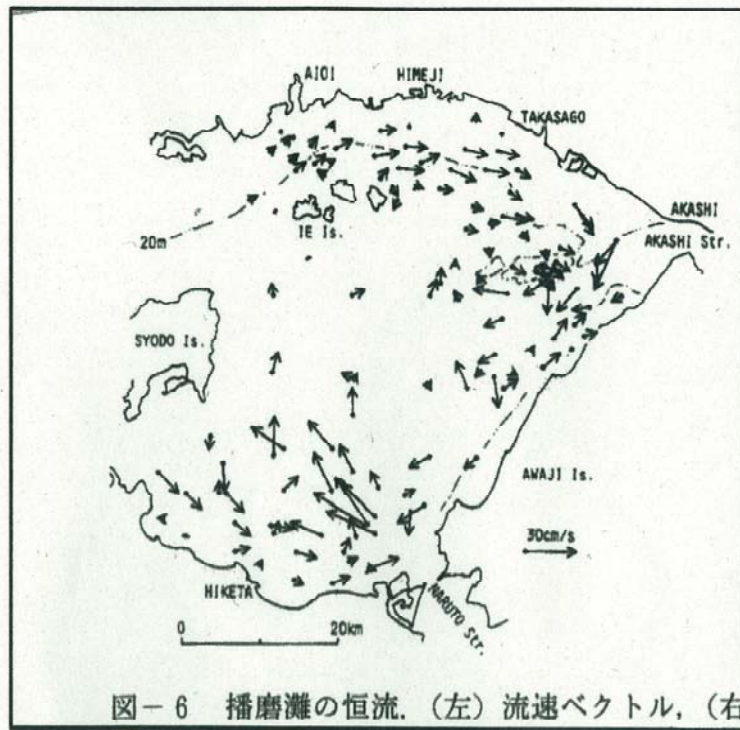 AIOI
HIMEJI
TAKASAGO
AKASHI
AKASHI Str.
20m
IE Is.
SYODO Is.
AWAJI Is.
30cm/s
HIKETA
NARUTO Str.
0 20km
図-6 播磨灘の恒流.(左)流速ベクトル,(右